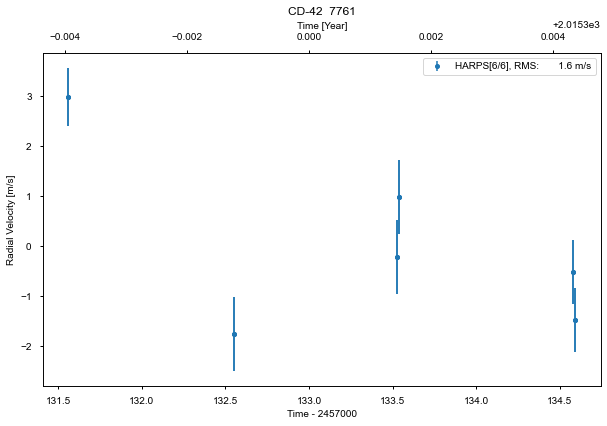 CD-42  7761
Time [Year]
+2.0153e3
−0.004 −0.002 0.000 0.002 0.004
HARPS[6/6], RMS: 1.6 m/s
3
2
1
0
−1
−2
Radial Velocity [m/s]
131.5 132.0 132.5 133.0 133.5 134.0 134.5
Time - 2457000